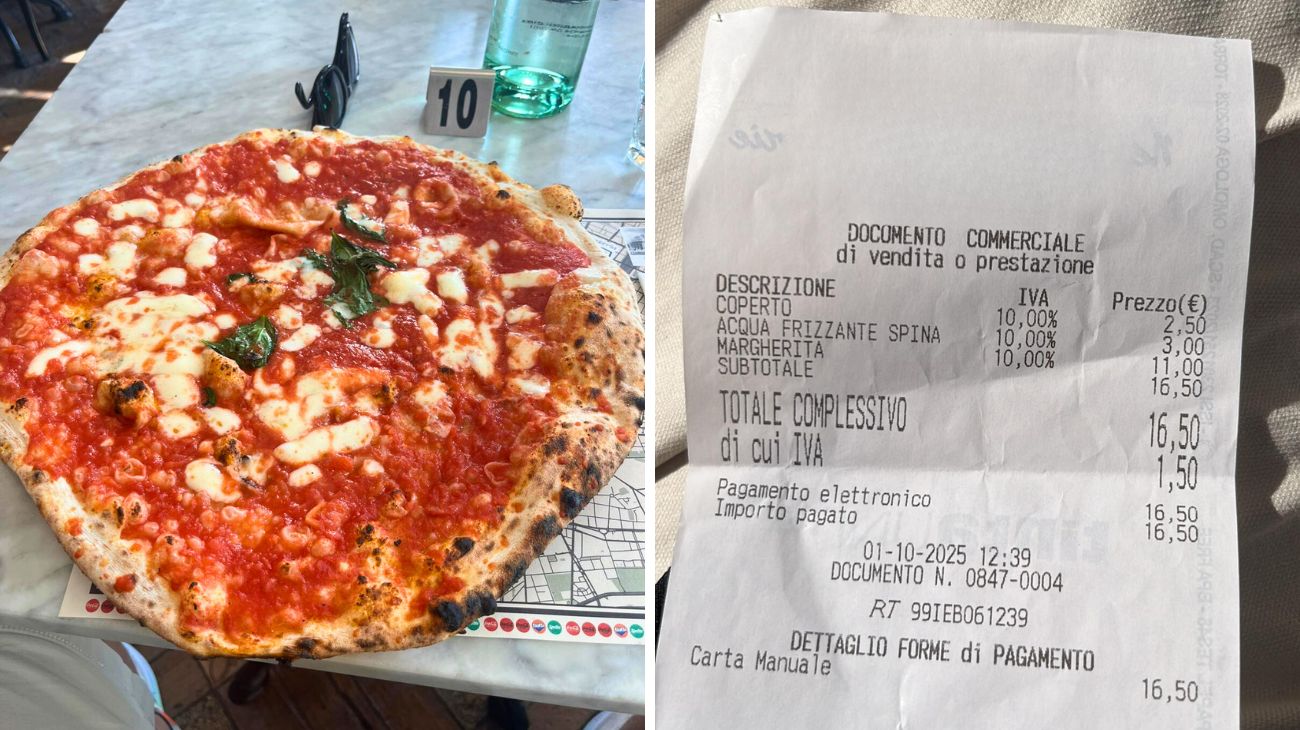 10
DOCUMENTO COMMERCIALE
di vendita o prestazione
DESCRIZIONE IVA Prezzo(€)
COPERTO 10,00% 2,50
ACQUA FRIZZANTE SPINA 10,00% 3,00
MARGHERITA 10,00% 11,00
SUBTOTALE 16,50
TOTALE COMPLESSIVO 16,50
di cui IVA 1,50
Pagamento elettronico 16,50
Importo pagato 16,50
01-10-2025 12:39
DOCUMENTO N. 0847-0004
RT 99IEB061239
DETTAGLIO FORME di PAGAMENTO
Carta Manuale 16,50